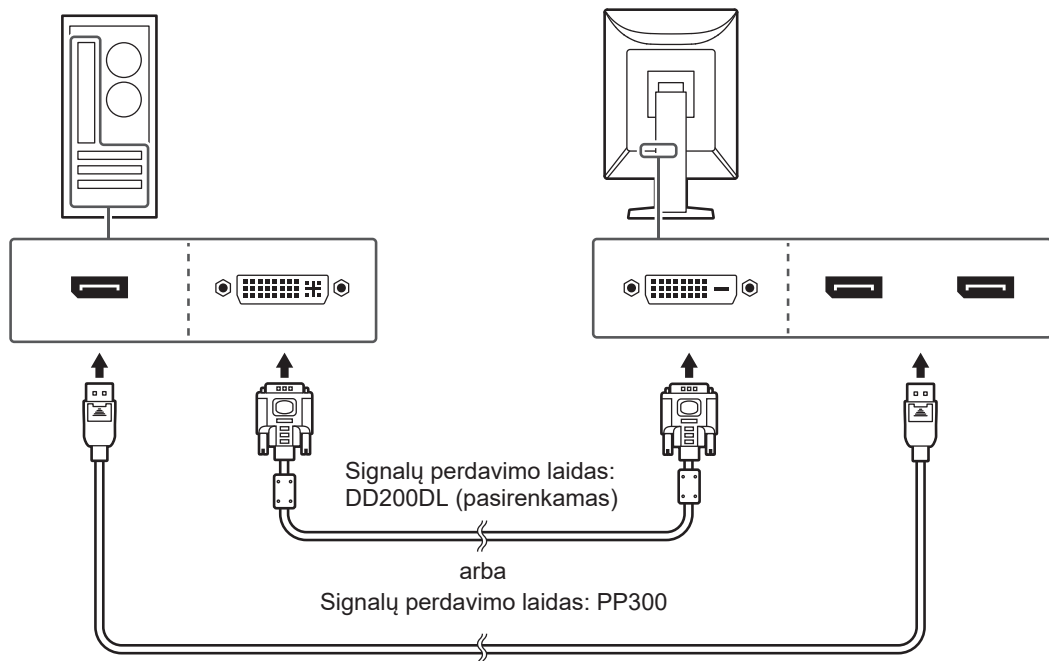 Signalų perdavimo laidas:
DD200DL (pasirenkamas)
arba
Signalų perdavimo laidas: PP300